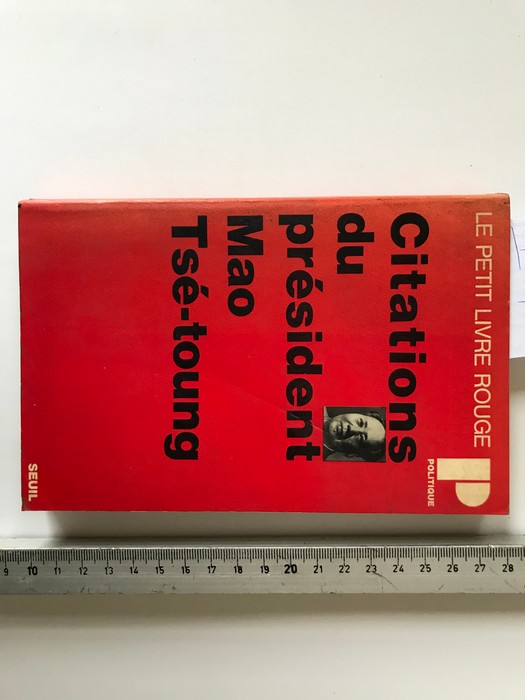 LE PETIT LIVRE ROUGE
Citations
du
président
Mao
Tsé-toung
P
POLITIQUE
SEUIL
9 10 11 12 13 14 15 16 17 18 19 20 21 22 23 24 25 26 27 28